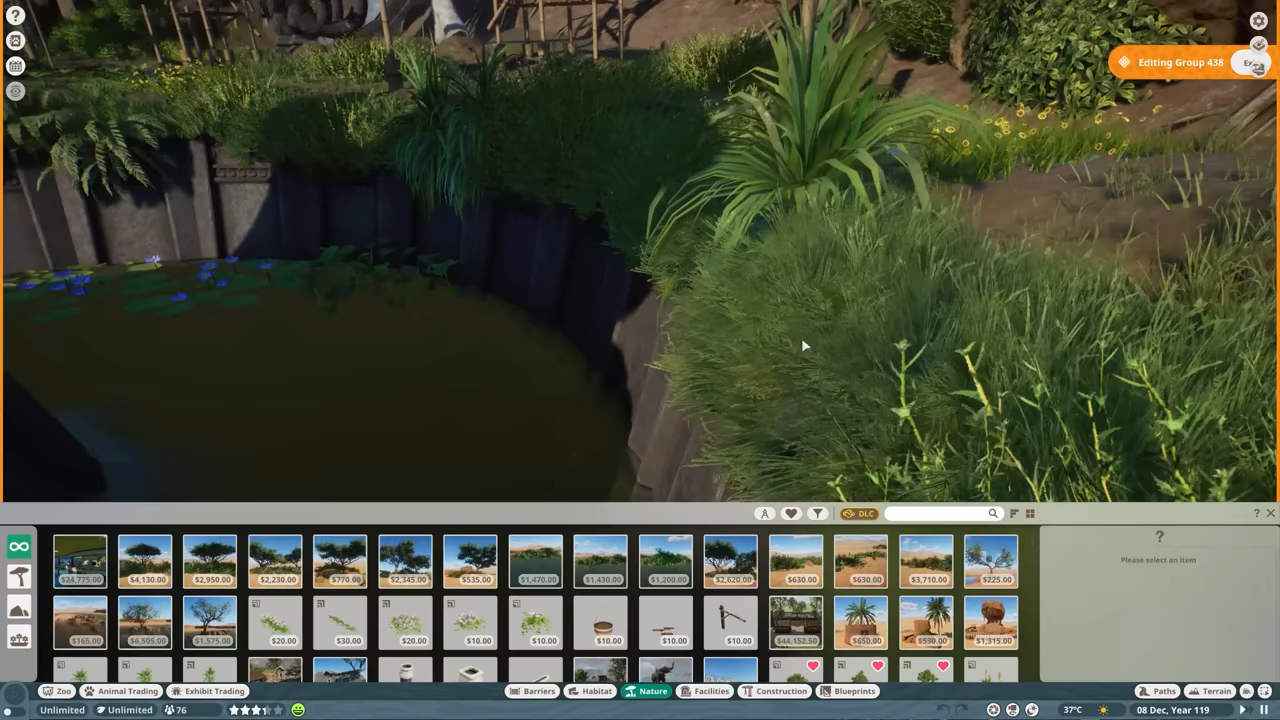 ?
Editing Group 438
DLC
?
$24,775.00
$4,130.00
$2,950.00
$2,230.00
$770.00
$2,345.00
$535.00
$1,470.00
$1,430.00
$1,200.00
$2,620.00
$630.00
$630.00
$3,710.00
$225.00
?
Please select an item
$165.00
$6,505.00
$1,575.00
$20.00
$30.00
$20.00
$10.00
$10.00
$10.00
$10.00
$10.00
$44,152.50
$650.00
$530.00
$1,315.00
Zoo
Animal Trading
Exhibit Trading
Barriers
Habitat
Nature
Facilities
Construction
Blueprints
Paths
Terrain
Unlimited
Unlimited
76
37°C
08 Dec, Year 119